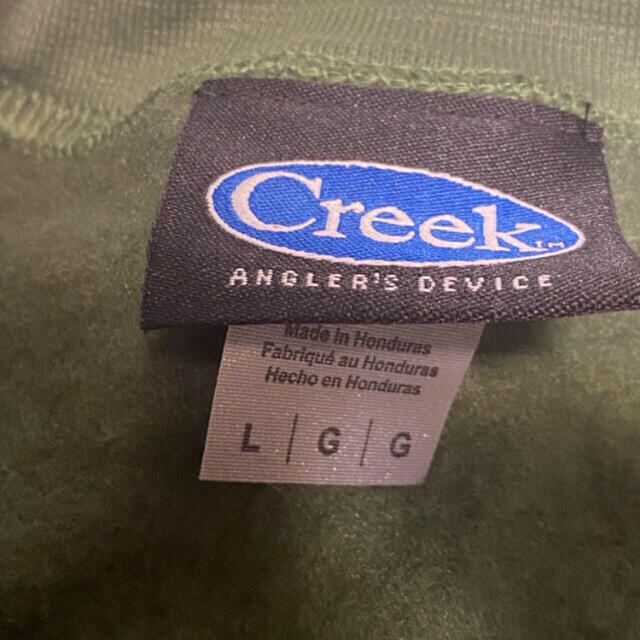 Creek TM
ANGLER'S DEVICE
Made in Honduras
Fabriqué au Honduras
Hecho en Honduras
L | G | G